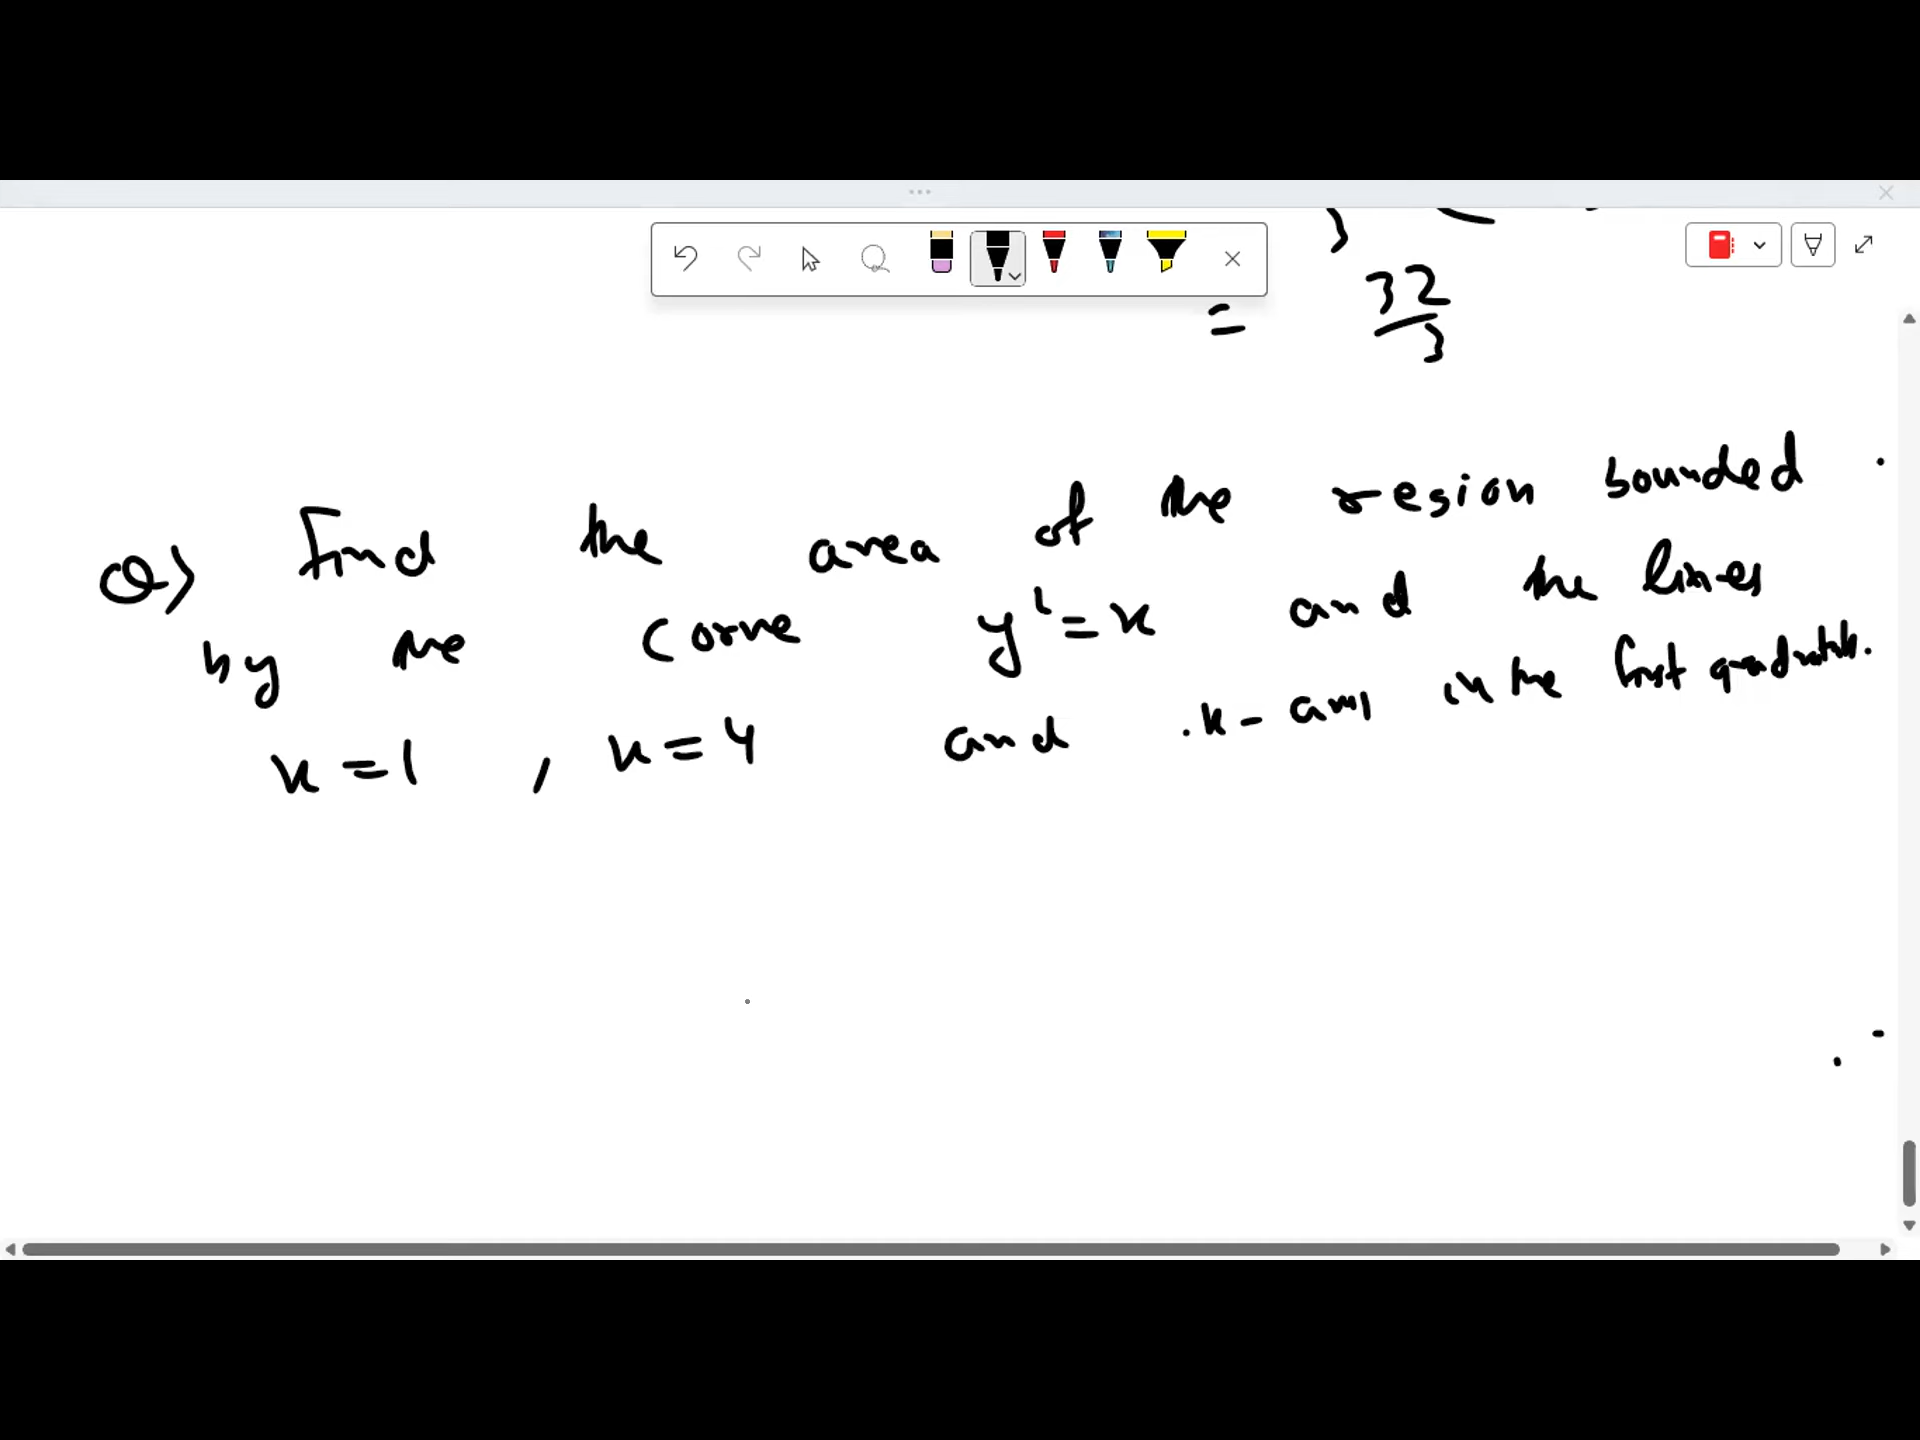 = 32/3
Q) Find the area of the region bounded
by the curve y² = x and the lines
x = 1 , x = 4 and x - axis in the first quadrant.